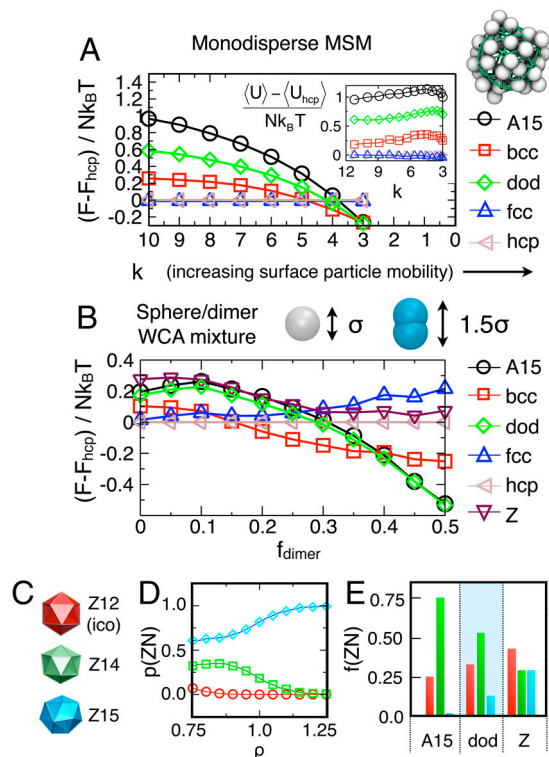 A
Monodisperse MSM
(F-F_hcp) / Nk_BT
1.2
1.0
0.8
0.6
0.4
0.2
0
-0.2
⟨U⟩ – ⟨U_hcp⟩
Nk_BT
1
0.5
0
11 9 6 3
k
10 9 8 7 6 5 4 3 2 1 0
k (increasing surface particle mobility)
A15
bcc
dod
fcc
hcp
B
Sphere/dimer
WCA mixture
σ
1.5σ
(F-F_hcp) / Nk_BT
0.4
0.2
0
-0.2
-0.4
0 0.1 0.2 0.3 0.4 0.5
f_dimer
A15
bcc
dod
fcc
hcp
Z
C
Z12
(ico)
Z14
Z15
D
p(ZN)
1.0
0.5
0.0
0.75 1.00 1.25
ρ
E
f(ZN)
0.75
0.50
0.25
0.0
A15 dod Z